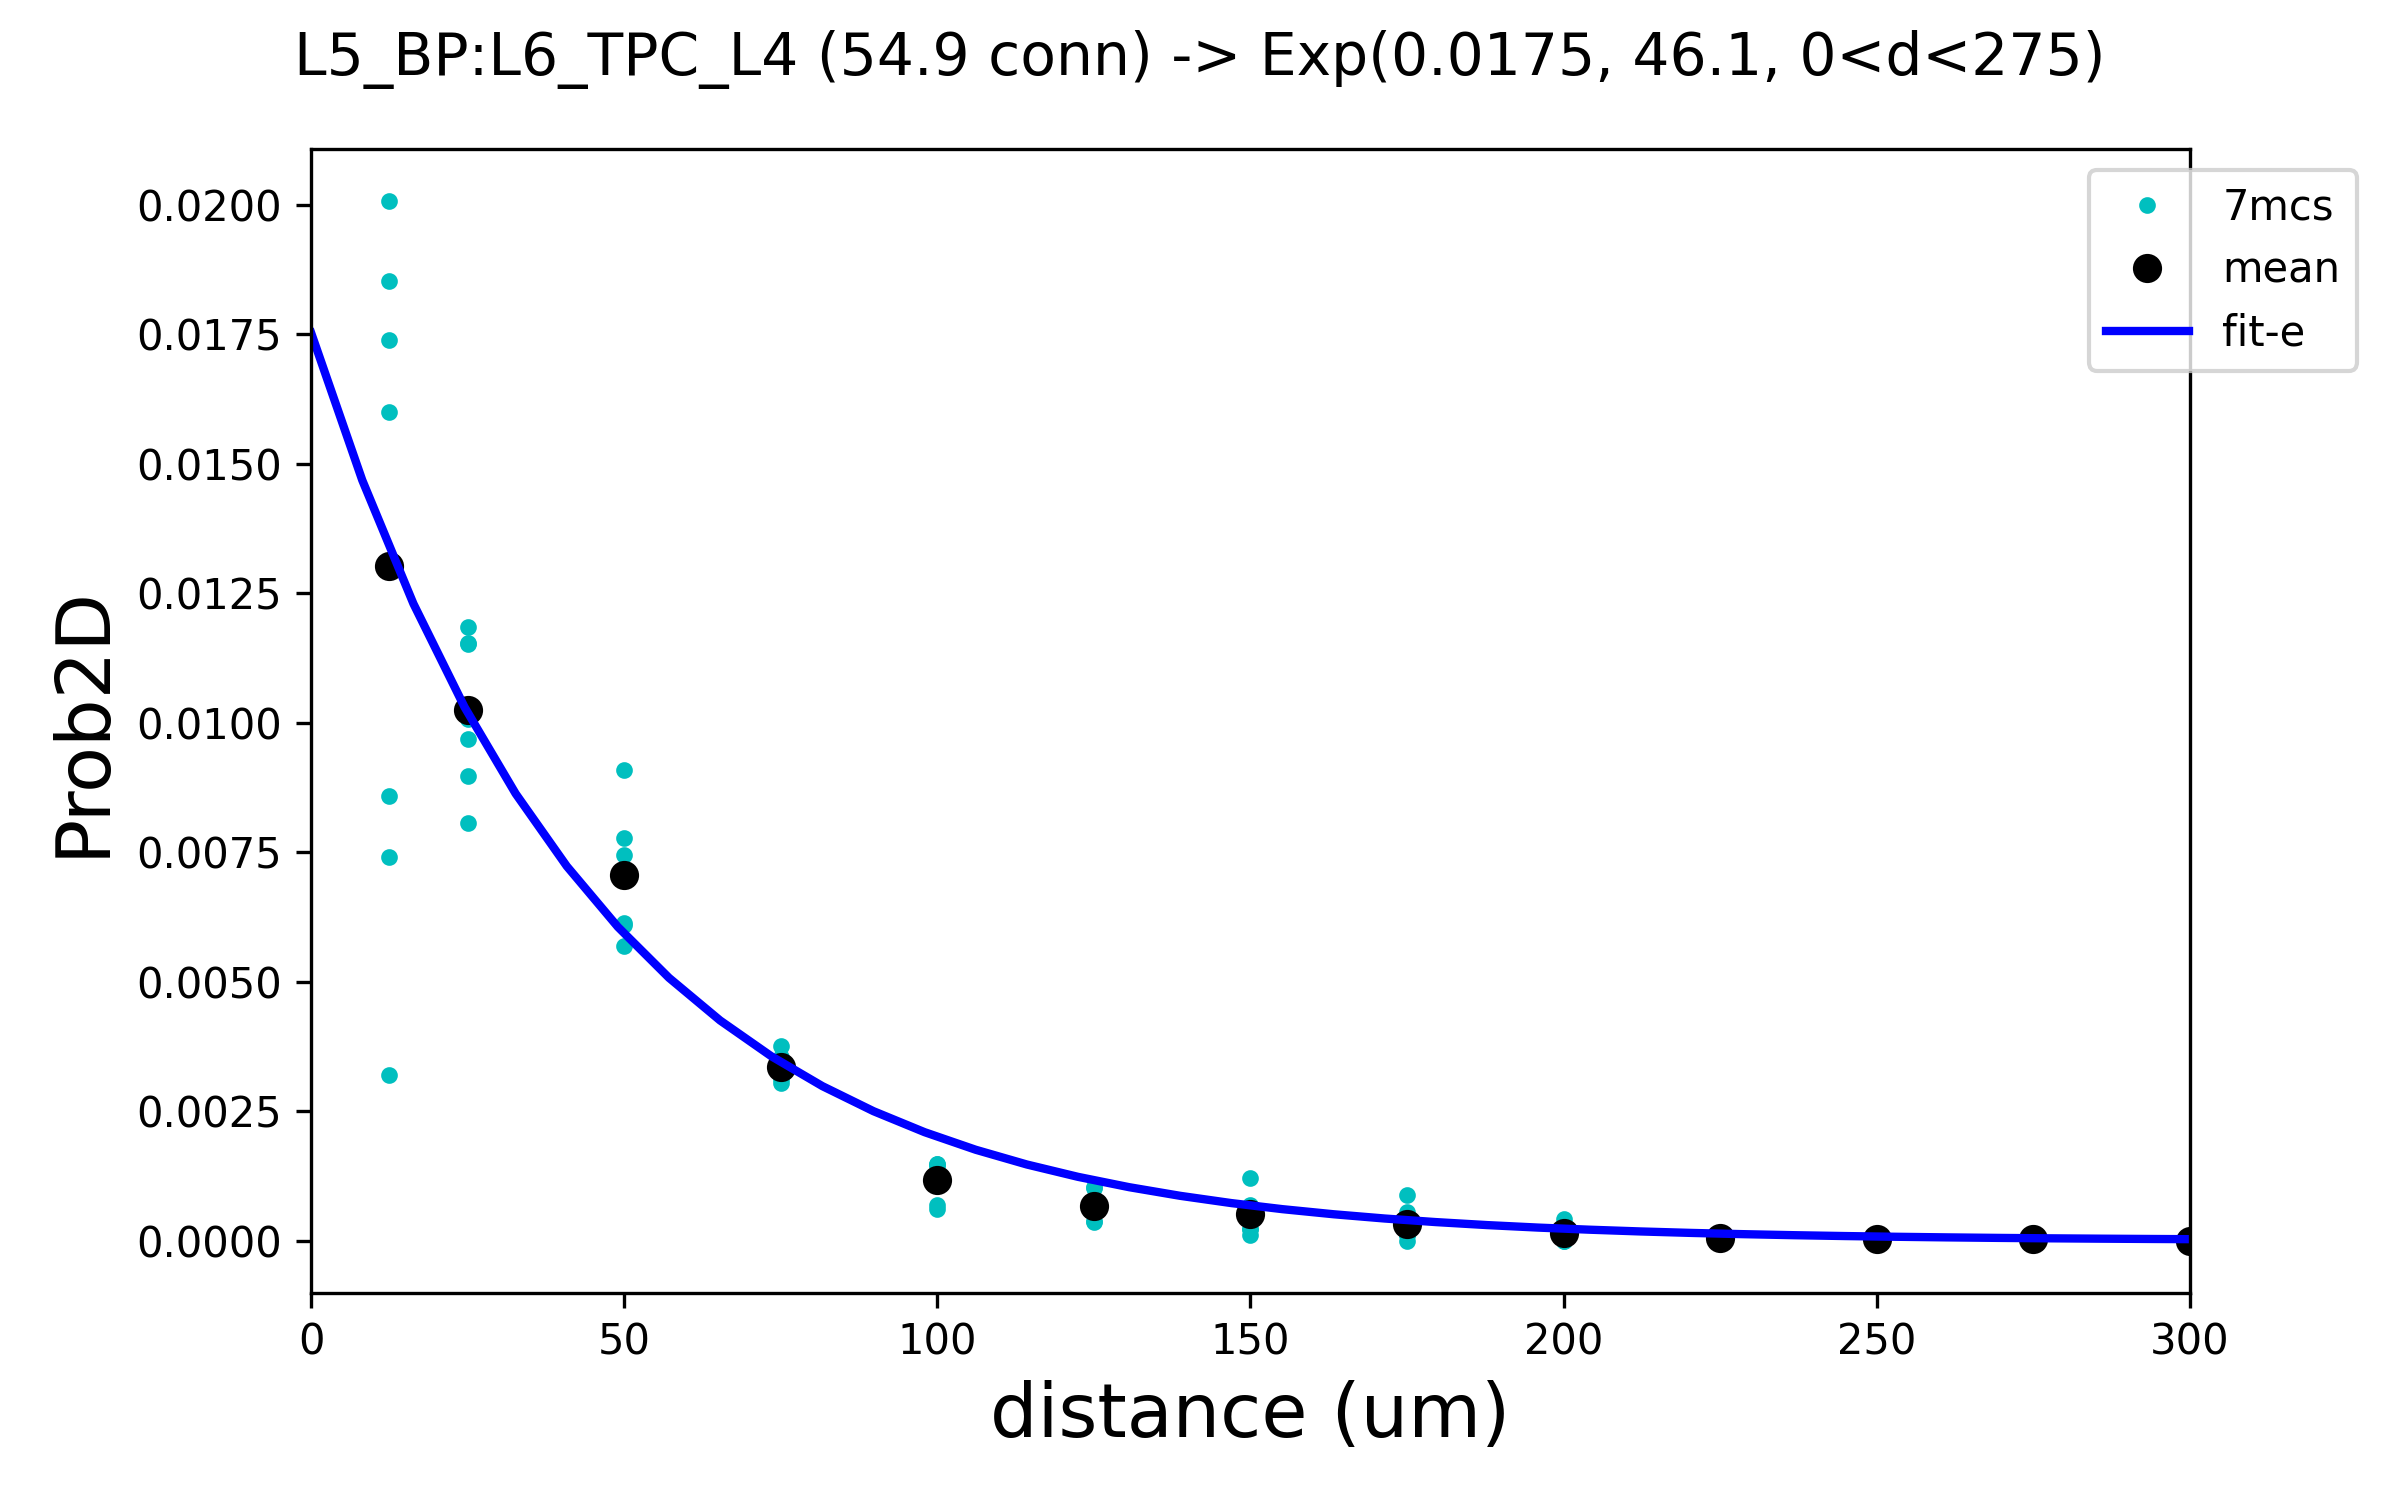 L5_BP:L6_TPC_L4 (54.9 conn) -> Exp(0.0175, 46.1, 0<d<275)
7mcs
mean
fit-e
Prob2D
0.0200
0.0175
0.0150
0.0125
0.0100
0.0075
0.0050
0.0025
0.0000
0 50 100 150 200 250 300
distance (um)